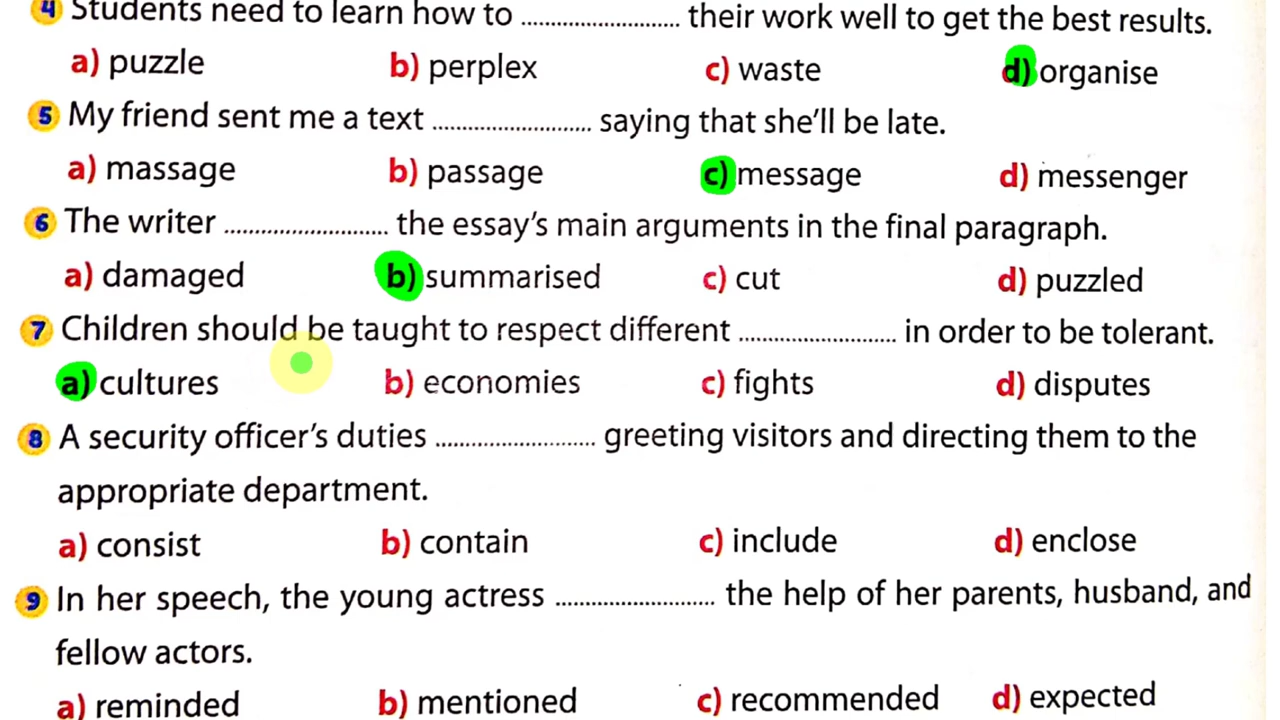 4 Students need to learn how to .......................... their work well to get the best results.
a) puzzle b) perplex c) waste d) organise
5 My friend sent me a text .......................... saying that she'll be late.
a) massage b) passage c) message d) messenger
6 The writer .......................... the essay's main arguments in the final paragraph.
a) damaged b) summarised c) cut d) puzzled
7 Children should be taught to respect different .......................... in order to be tolerant.
a) cultures b) economies c) fights d) disputes
8 A security officer's duties .......................... greeting visitors and directing them to the
appropriate department.
a) consist b) contain c) include d) enclose
9 In her speech, the young actress .......................... the help of her parents, husband, and
fellow actors.
a) reminded b) mentioned c) recommended d) expected